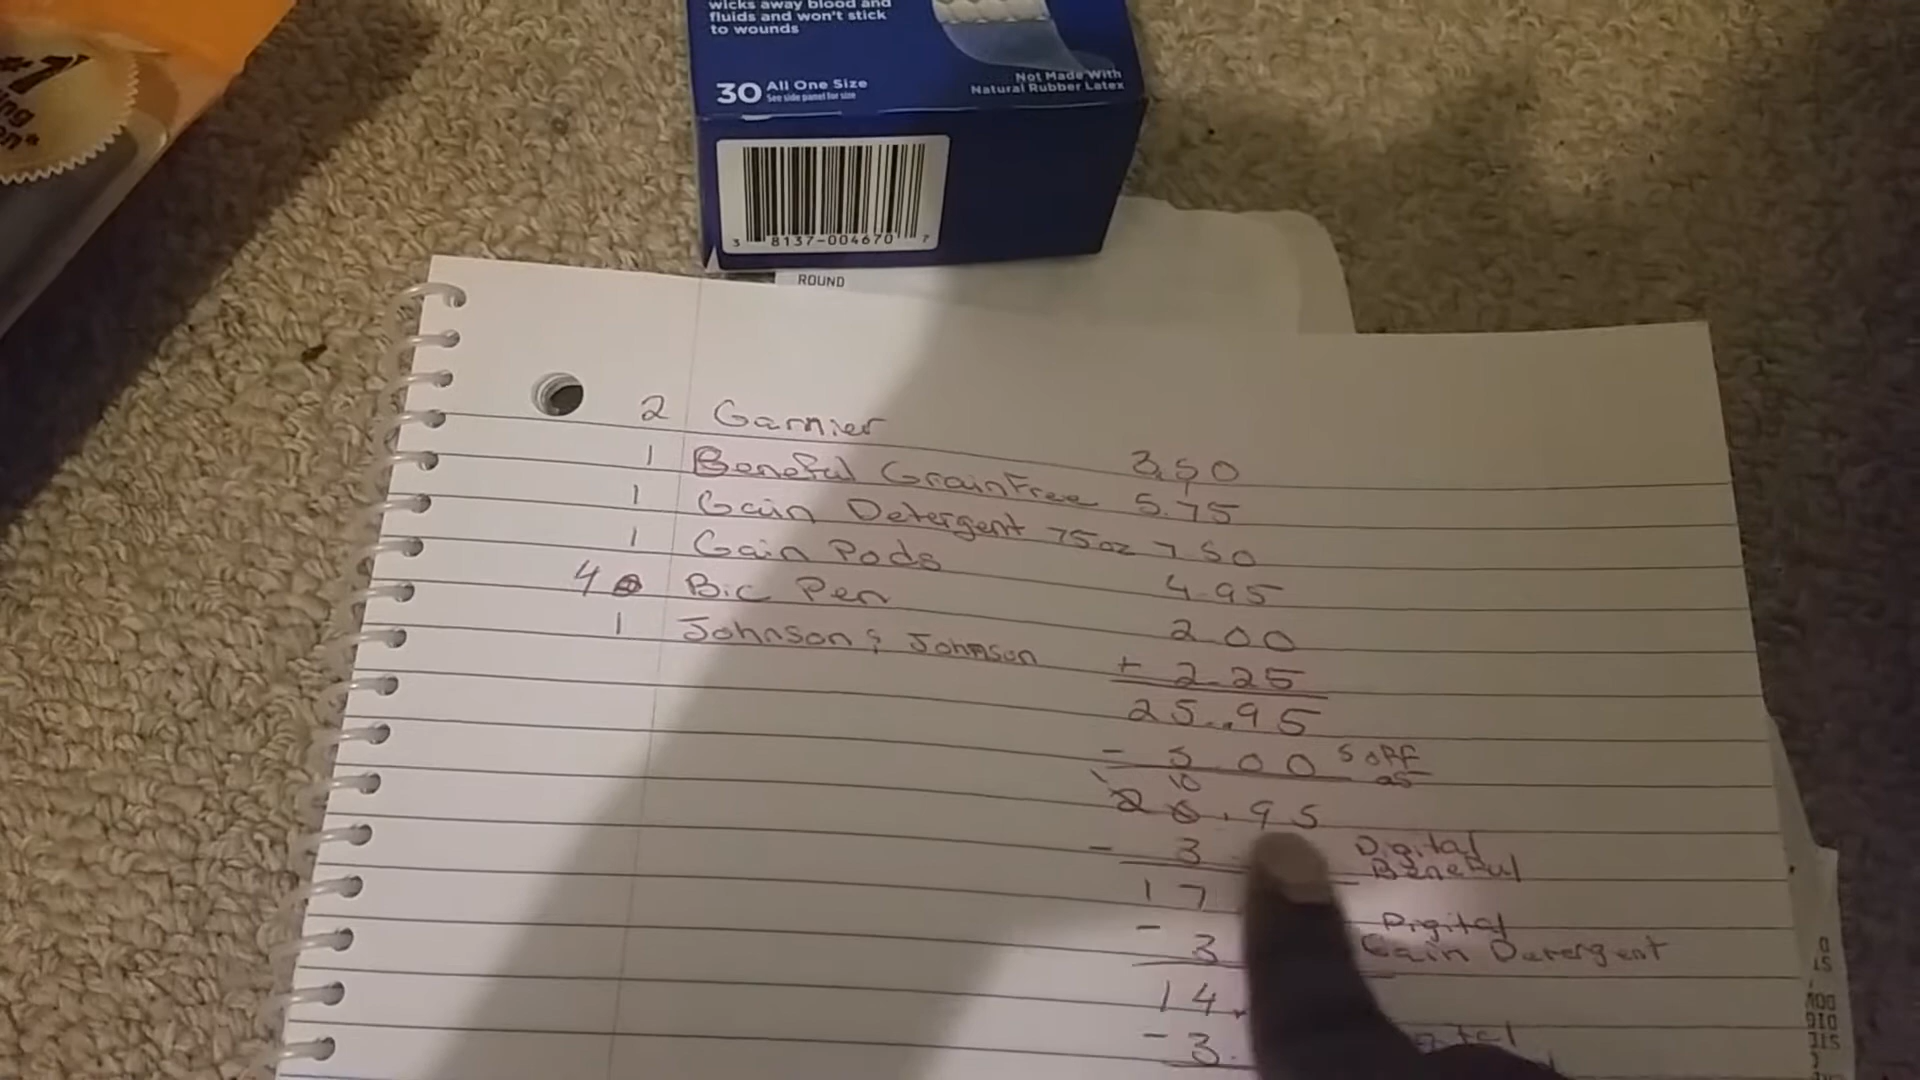 wicks away blood and
fluids and won't stick
to wounds
30 All One Size
See side panel for size
Not Made With
Natural Rubber Latex
3 8137-004670 7
ROUND
2 Garnier 3.50
1 Beneful Grain Free 5.75
1 Gain Detergent 75oz 7 50
1 Gain Pods 4.95
4 Bic Pen 2 00
1 Johnson & Johnson + 2.25
25.95
- 5.00 5 off 25
10
20.95
- 3 Digital
Beneful
17
- 3 Digital
Gain Detergent
14.
- 3.